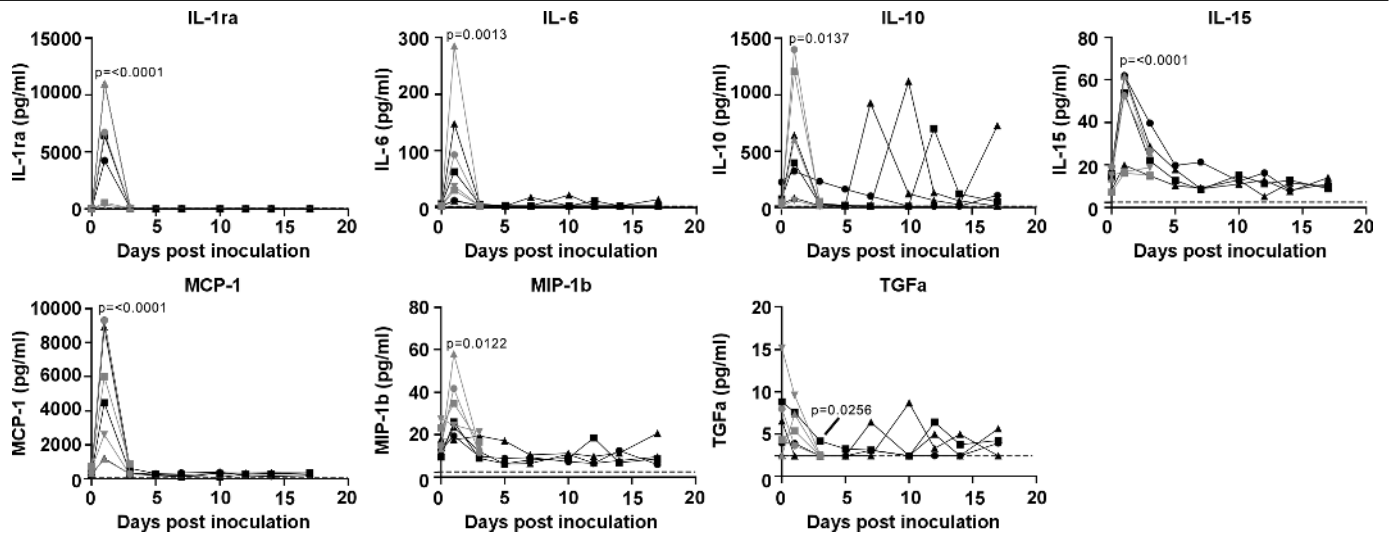 IL-1ra
IL-6
IL-10
IL-15
IL-1ra (pg/ml)
15000
10000
5000
0
p=<0.0001
0
5
10
15
20
Days post inoculation
IL-6 (pg/ml)
300
200
100
0
p=0.0013
0
5
10
15
20
Days post inoculation
IL-10 (pg/ml)
1500
1000
500
0
p=0.0137
0
5
10
15
20
Days post inoculation
IL-15 (pg/ml)
80
60
40
20
0
p=<0.0001
0
5
10
15
20
Days post inoculation
MCP-1
MIP-1b
TGFa
MCP-1 (pg/ml)
10000
8000
6000
4000
2000
0
p=<0.0001
0
5
10
15
20
Days post inoculation
MIP-1b (pg/ml)
80
60
40
20
0
p=0.0122
0
5
10
15
20
Days post inoculation
TGFa (pg/ml)
20
15
10
5
0
p=0.0256
0
5
10
15
20
Days post inoculation